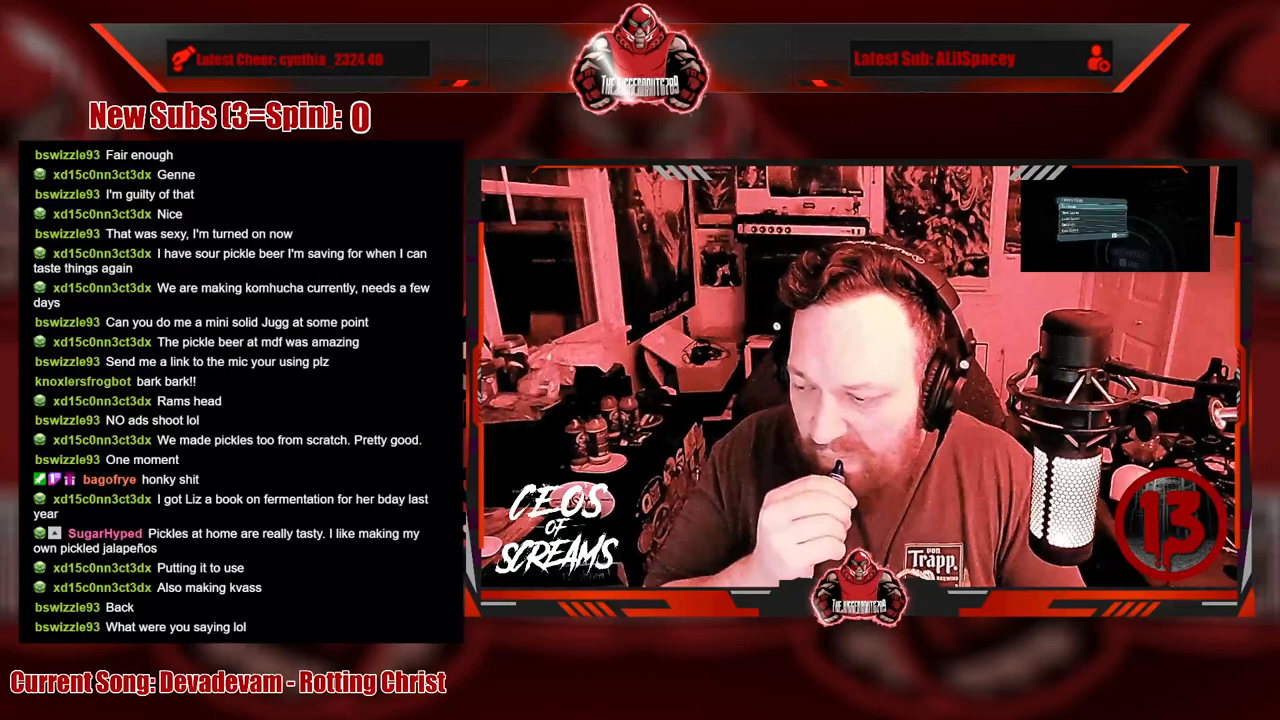 Latest Cheer: cynthia_2324 40
Latest Sub: ALilSpacey
THEJUGGERNAUT6789
New Subs (3=Spin): 0
bswizzle93 Fair enough
xd15c0nn3ct3dx Genne
bswizzle93 I'm guilty of that
xd15c0nn3ct3dx Nice
bswizzle93 That was sexy, I'm turned on now
xd15c0nn3ct3dx I have sour pickle beer I'm saving for when I can
taste things again
xd15c0nn3ct3dx We are making komhucha currently, needs a few
days
bswizzle93 Can you do me a mini solid Jugg at some point
xd15c0nn3ct3dx The pickle beer at mdf was amazing
bswizzle93 Send me a link to the mic your using plz
knoxlersfrogbot bark bark!!
xd15c0nn3ct3dx Rams head
bswizzle93 NO ads shoot lol
xd15c0nn3ct3dx We made pickles too from scratch. Pretty good.
bswizzle93 One moment
bagofrye honky shit
xd15c0nn3ct3dx I got Liz a book on fermentation for her bday last
year
SugarHyped Pickles at home are really tasty. I like making my
own pickled jalapeños
xd15c0nn3ct3dx Putting it to use
xd15c0nn3ct3dx Also making kvass
bswizzle93 Back
bswizzle93 What were you saying lol
CEOS
OF
SCREAMS
von
Trapp
BREWING
13
Current Song: Devadevam - Rotting Christ